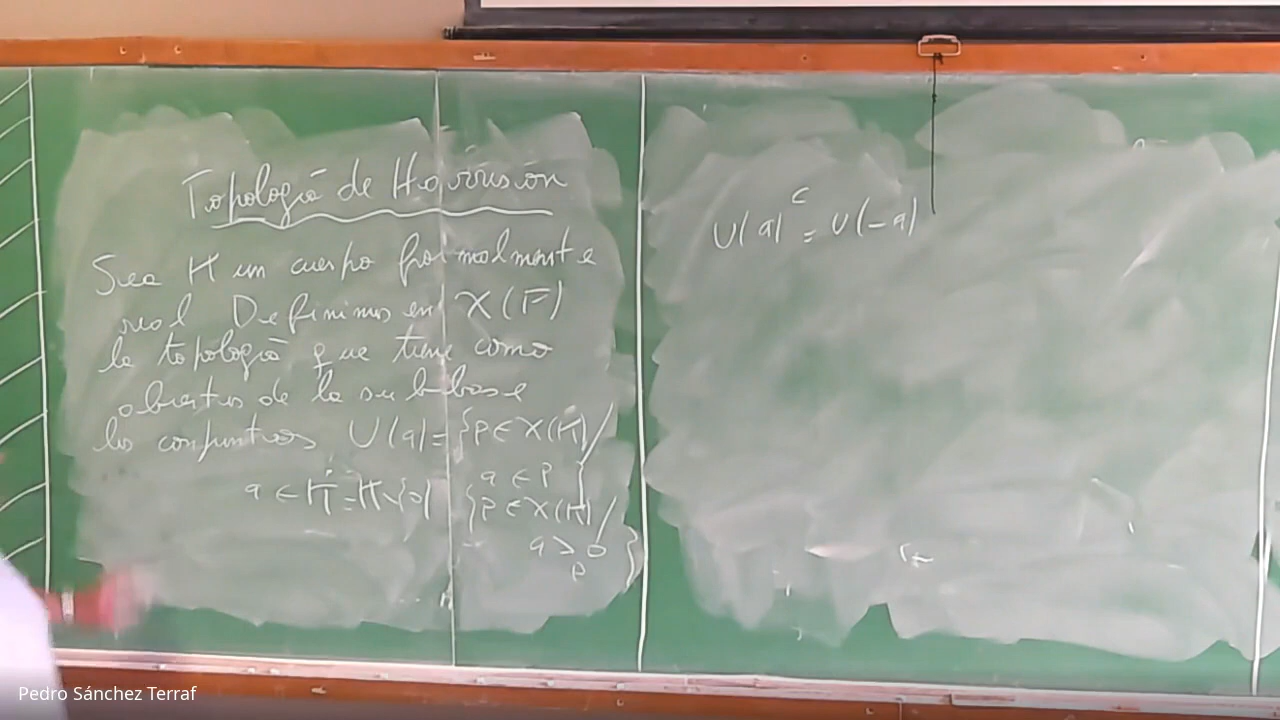 Topología de Harrison
Sea K un cuerpo formalmente
real Definimos en X(F)
la topología que tiene como
abiertos de la subbase
los conjuntos U(a)={P∈X(K)/
a∈P}
a∈K̇=K\{0} {P∈X(K)/
a >_P 0}
U(a)^c = U(-a)
Pedro Sánchez Terraf